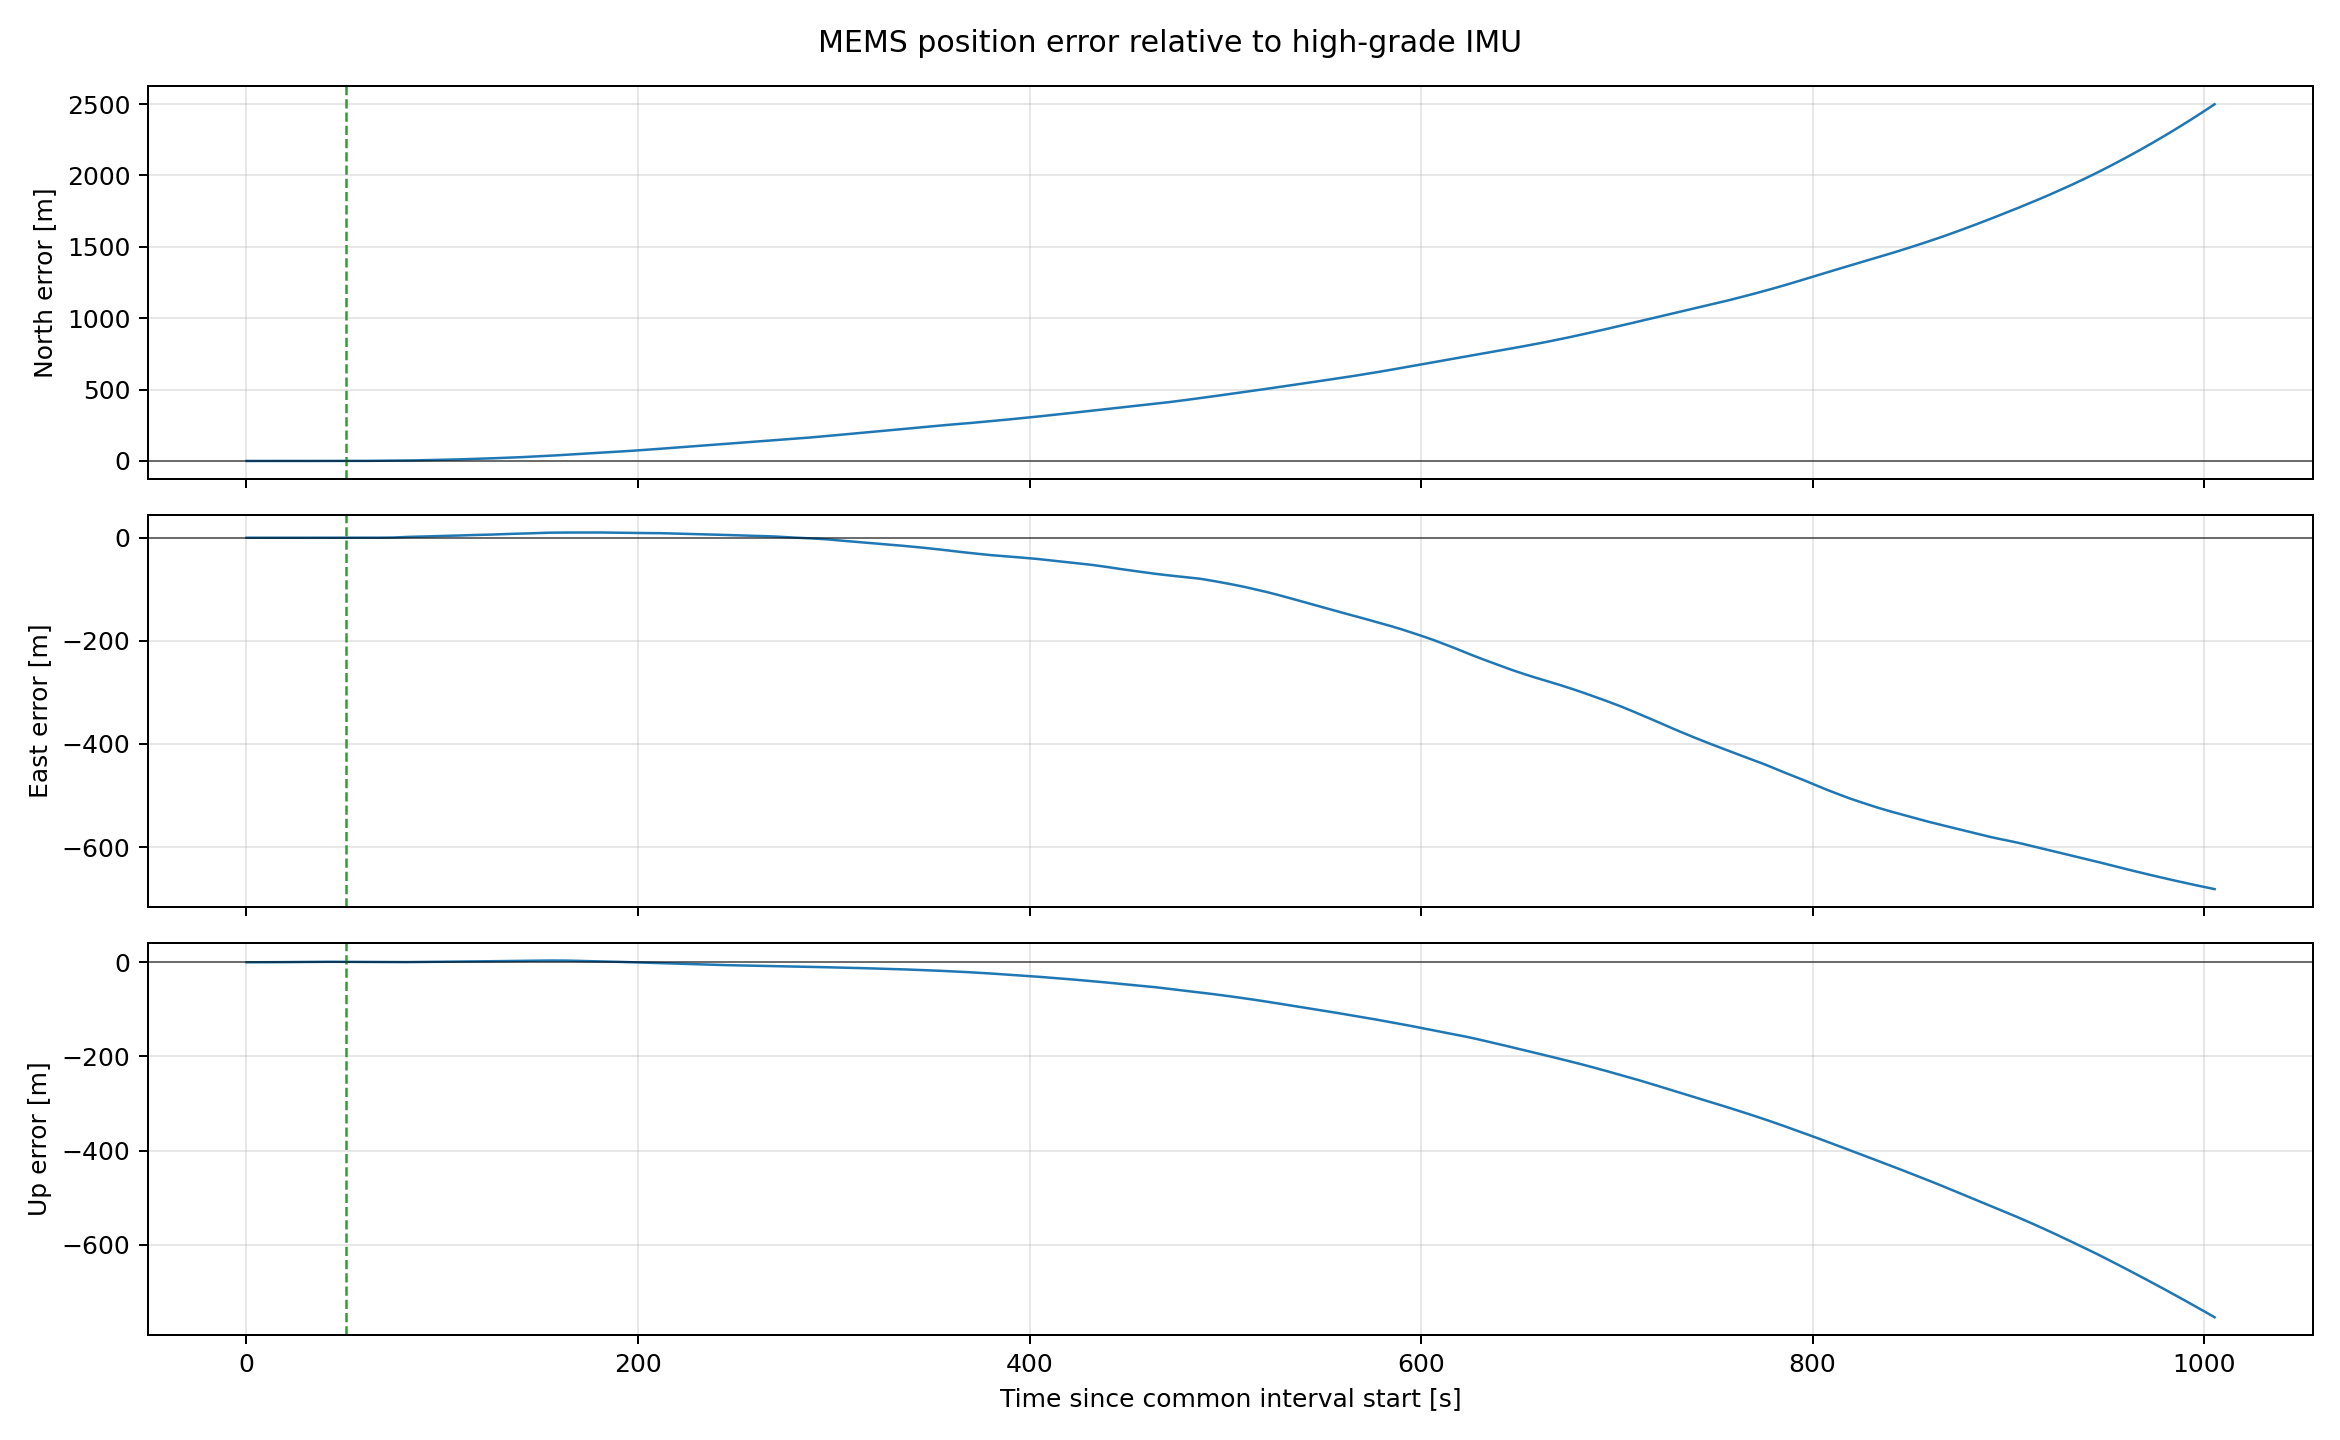 MEMS position error relative to high-grade IMU
2500
2000
1500
1000
500
0
North error [m]
0
−200
−400
−600
East error [m]
0
−200
−400
−600
Up error [m]
0 200 400 600 800 1000
Time since common interval start [s]